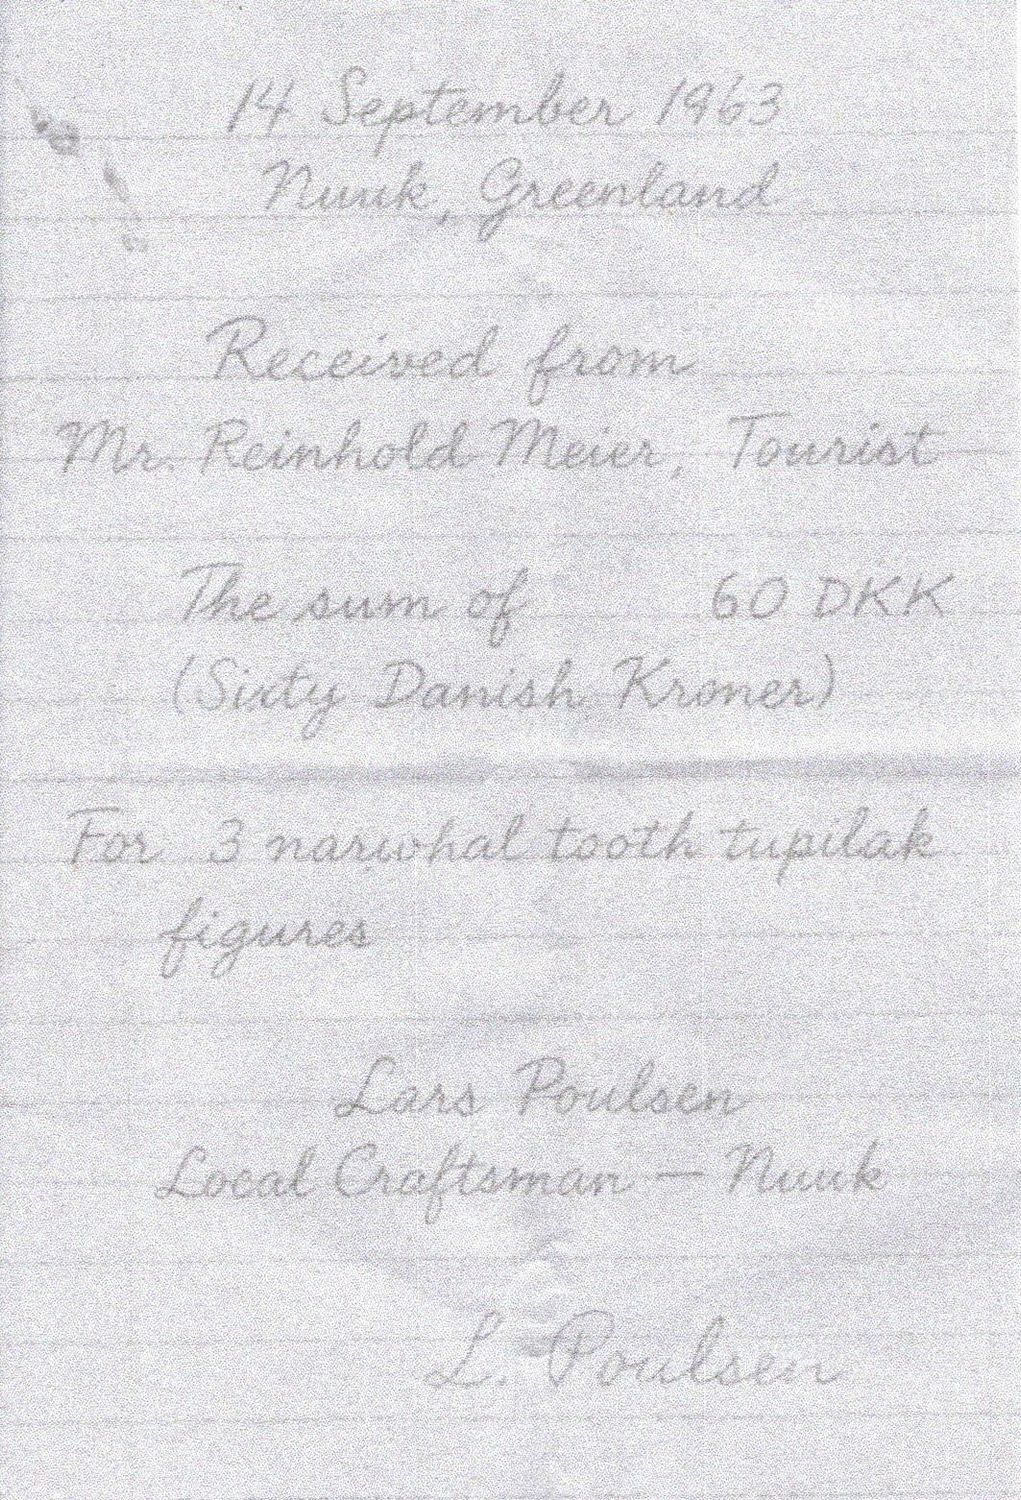 14 September 1963
Nuuk, Greenland
Received from
Mr. Reinhold Meier, Tourist
The sum of 60 DKK
(Sixty Danish Kroner)
For 3 narwhal tooth tupilak
figures
Lars Poulsen
Local Craftsman — Nuuk
L. Poulsen